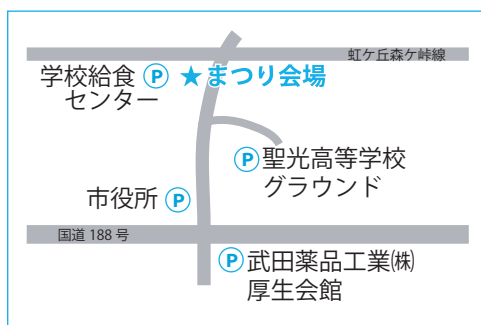 虹ケ丘森ケ峠線
学校給食 Ⓟ ★まつり会場
センター
Ⓟ聖光高等学校
グラウンド
市役所 Ⓟ
国道 188 号
Ⓟ武田薬品工業㈱
厚生会館